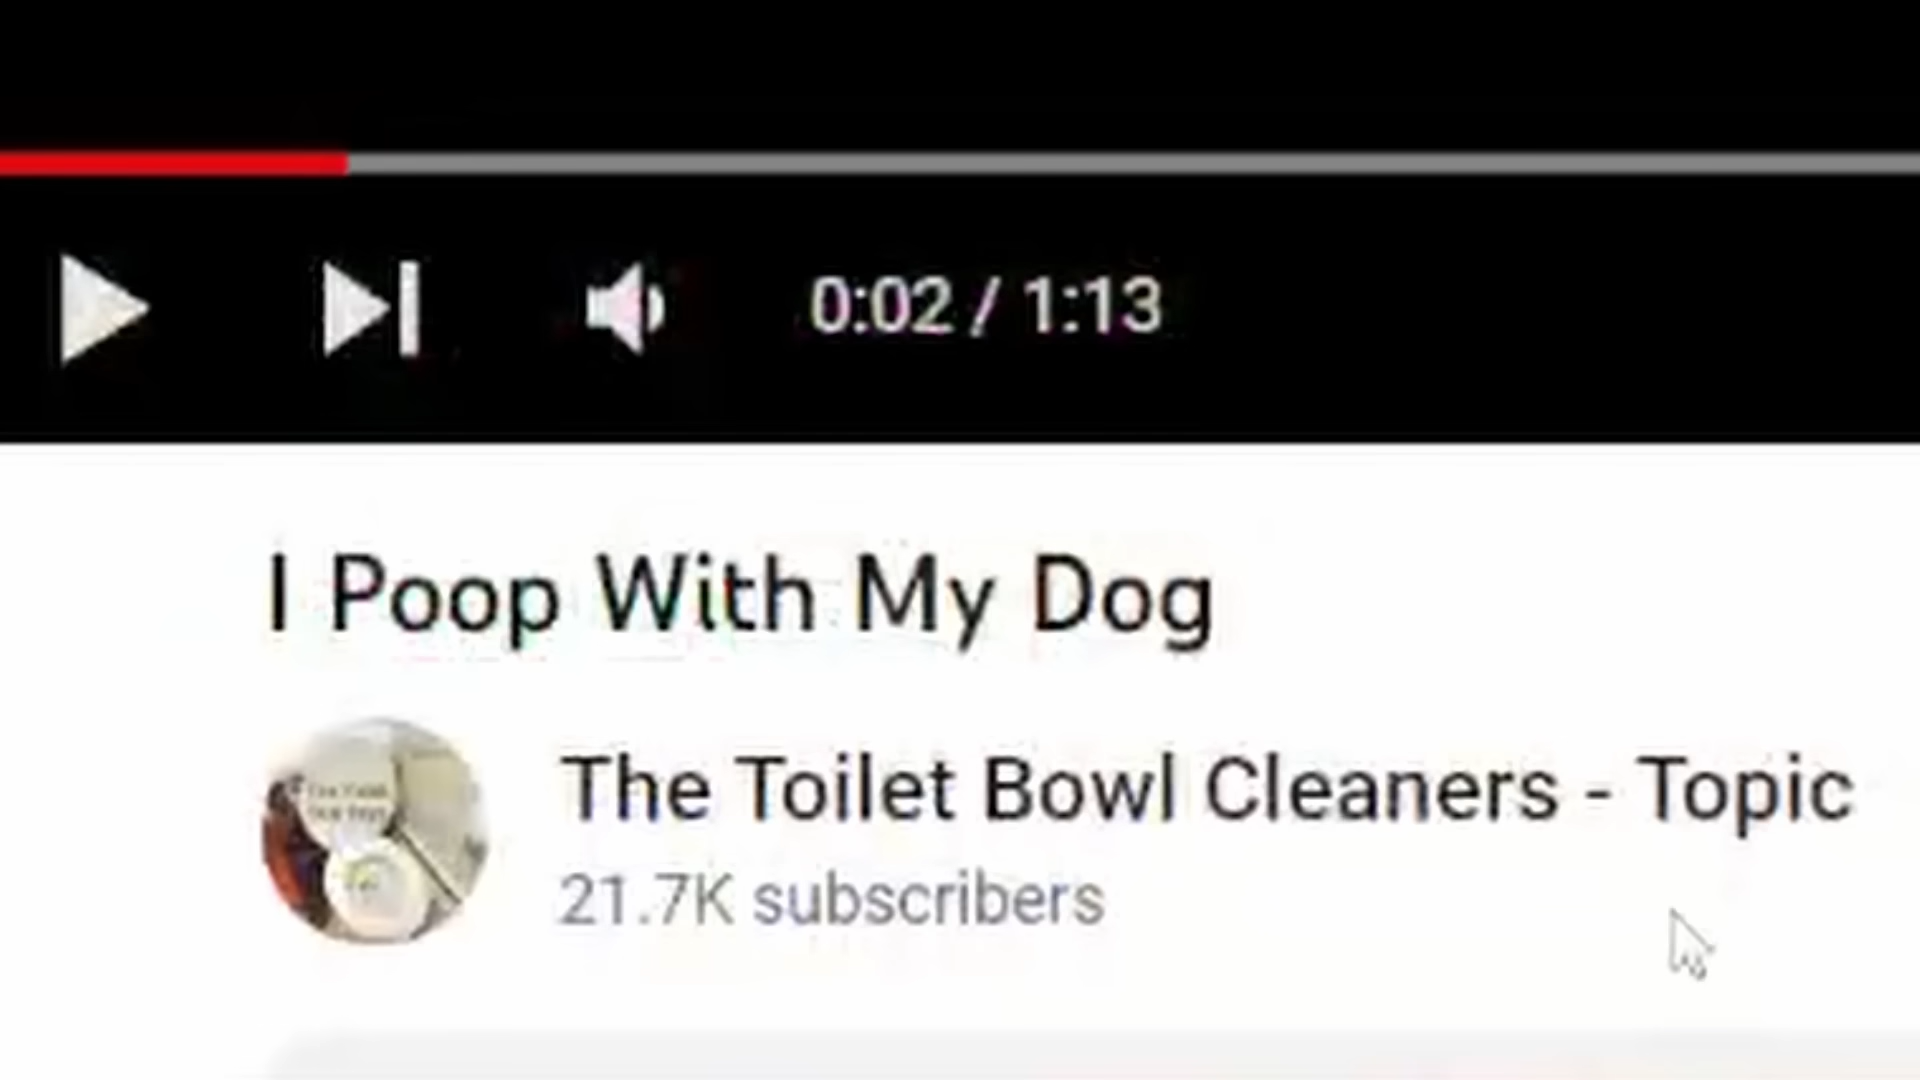 0:02 / 1:13
I Poop With My Dog
The Toilet Bowl Cleaners - Topic
21.7K subscribers